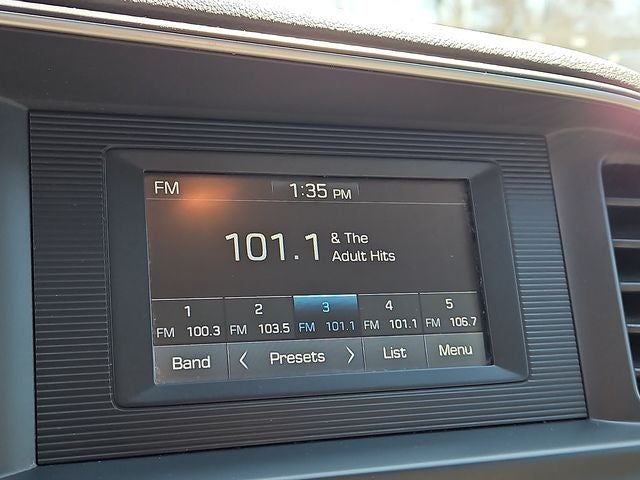 FM 1:35 PM
101.1 & The
Adult Hits
1 2 3 4 5
FM 100.3 FM 103.5 FM 101.1 FM 101.1 FM 106.7
Band < Presets > List Menu